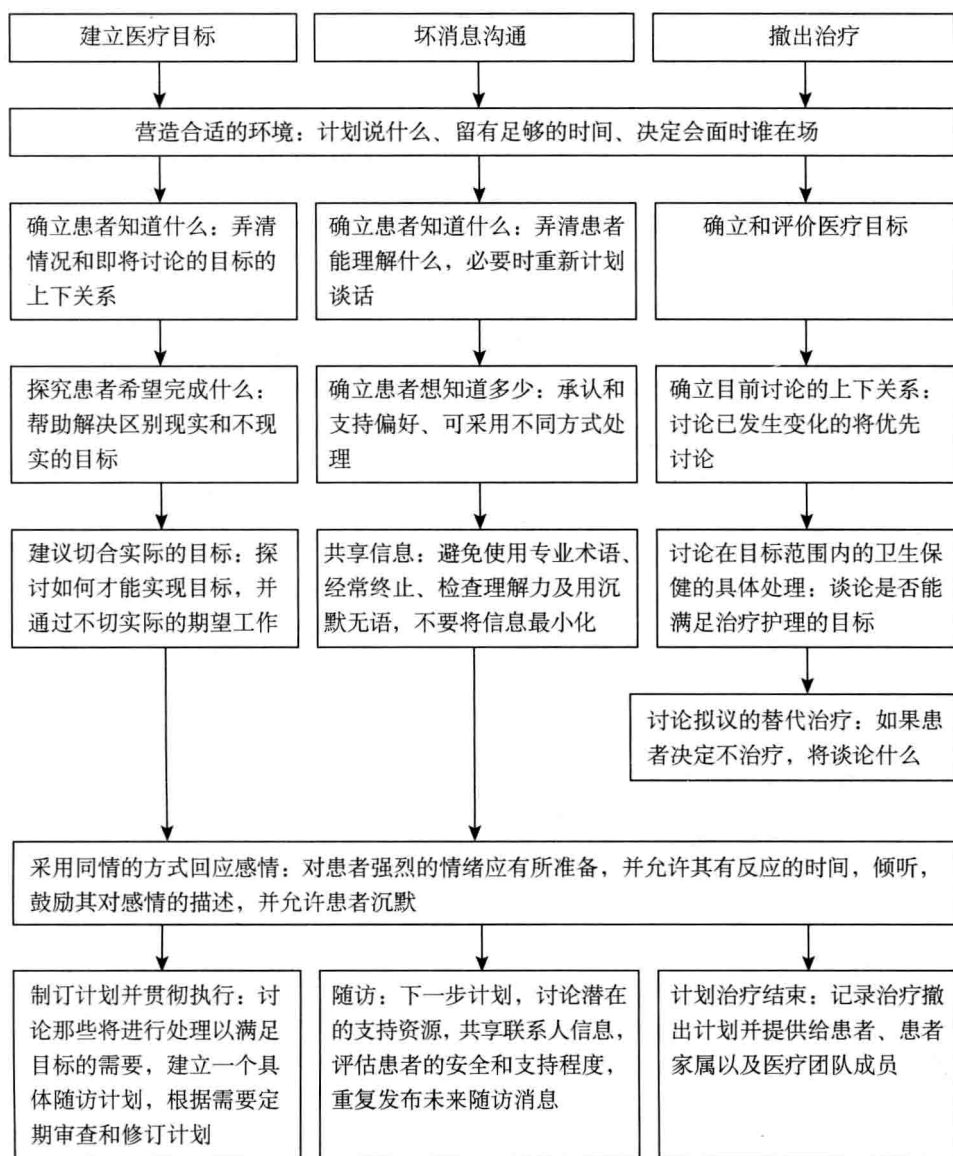 建立医疗目标
坏消息沟通
撤出治疗
营造合适的环境：计划说什么、留有足够的时间、决定会面时谁在场
确立患者知道什么：弄清
情况和即将讨论的目标的
上下关系
确立患者知道什么：弄清患者
能理解什么，必要时重新计划
谈话
确立和评价医疗目标
探究患者希望完成什么：
帮助解决区别现实和不现
实的目标
确立患者想知道多少：承认和
支持偏好、可采用不同方式处
理
确立目前讨论的上下关系：
讨论已发生变化的将优先
讨论
建议切合实际的目标：探
讨如何才能实现目标，并
通过不切实际的期望工作
共享信息：避免使用专业术语、
经常终止、检查理解力及用沉
默无语，不要将信息最小化
讨论在目标范围内的卫生保
健的具体处理：谈论是否能
满足治疗护理的目标
讨论拟议的替代治疗：如果患
者决定不治疗，将谈论什么
采用同情的方式回应感情：对患者强烈的情绪应有所准备，并允许其有反应的时间，倾听，
鼓励其对感情的描述，并允许患者沉默
制订计划并贯彻执行：讨
论那些将进行处理以满足
目标的需要，建立一个具
体随访计划，根据需要定
期审查和修订计划
随访：下一步计划，讨论潜在
的支持资源，共享联系人信息，
评估患者的安全和支持程度，
重复发布未来随访消息
计划治疗结束：记录治疗撤
出计划并提供给患者、患者
家属以及医疗团队成员